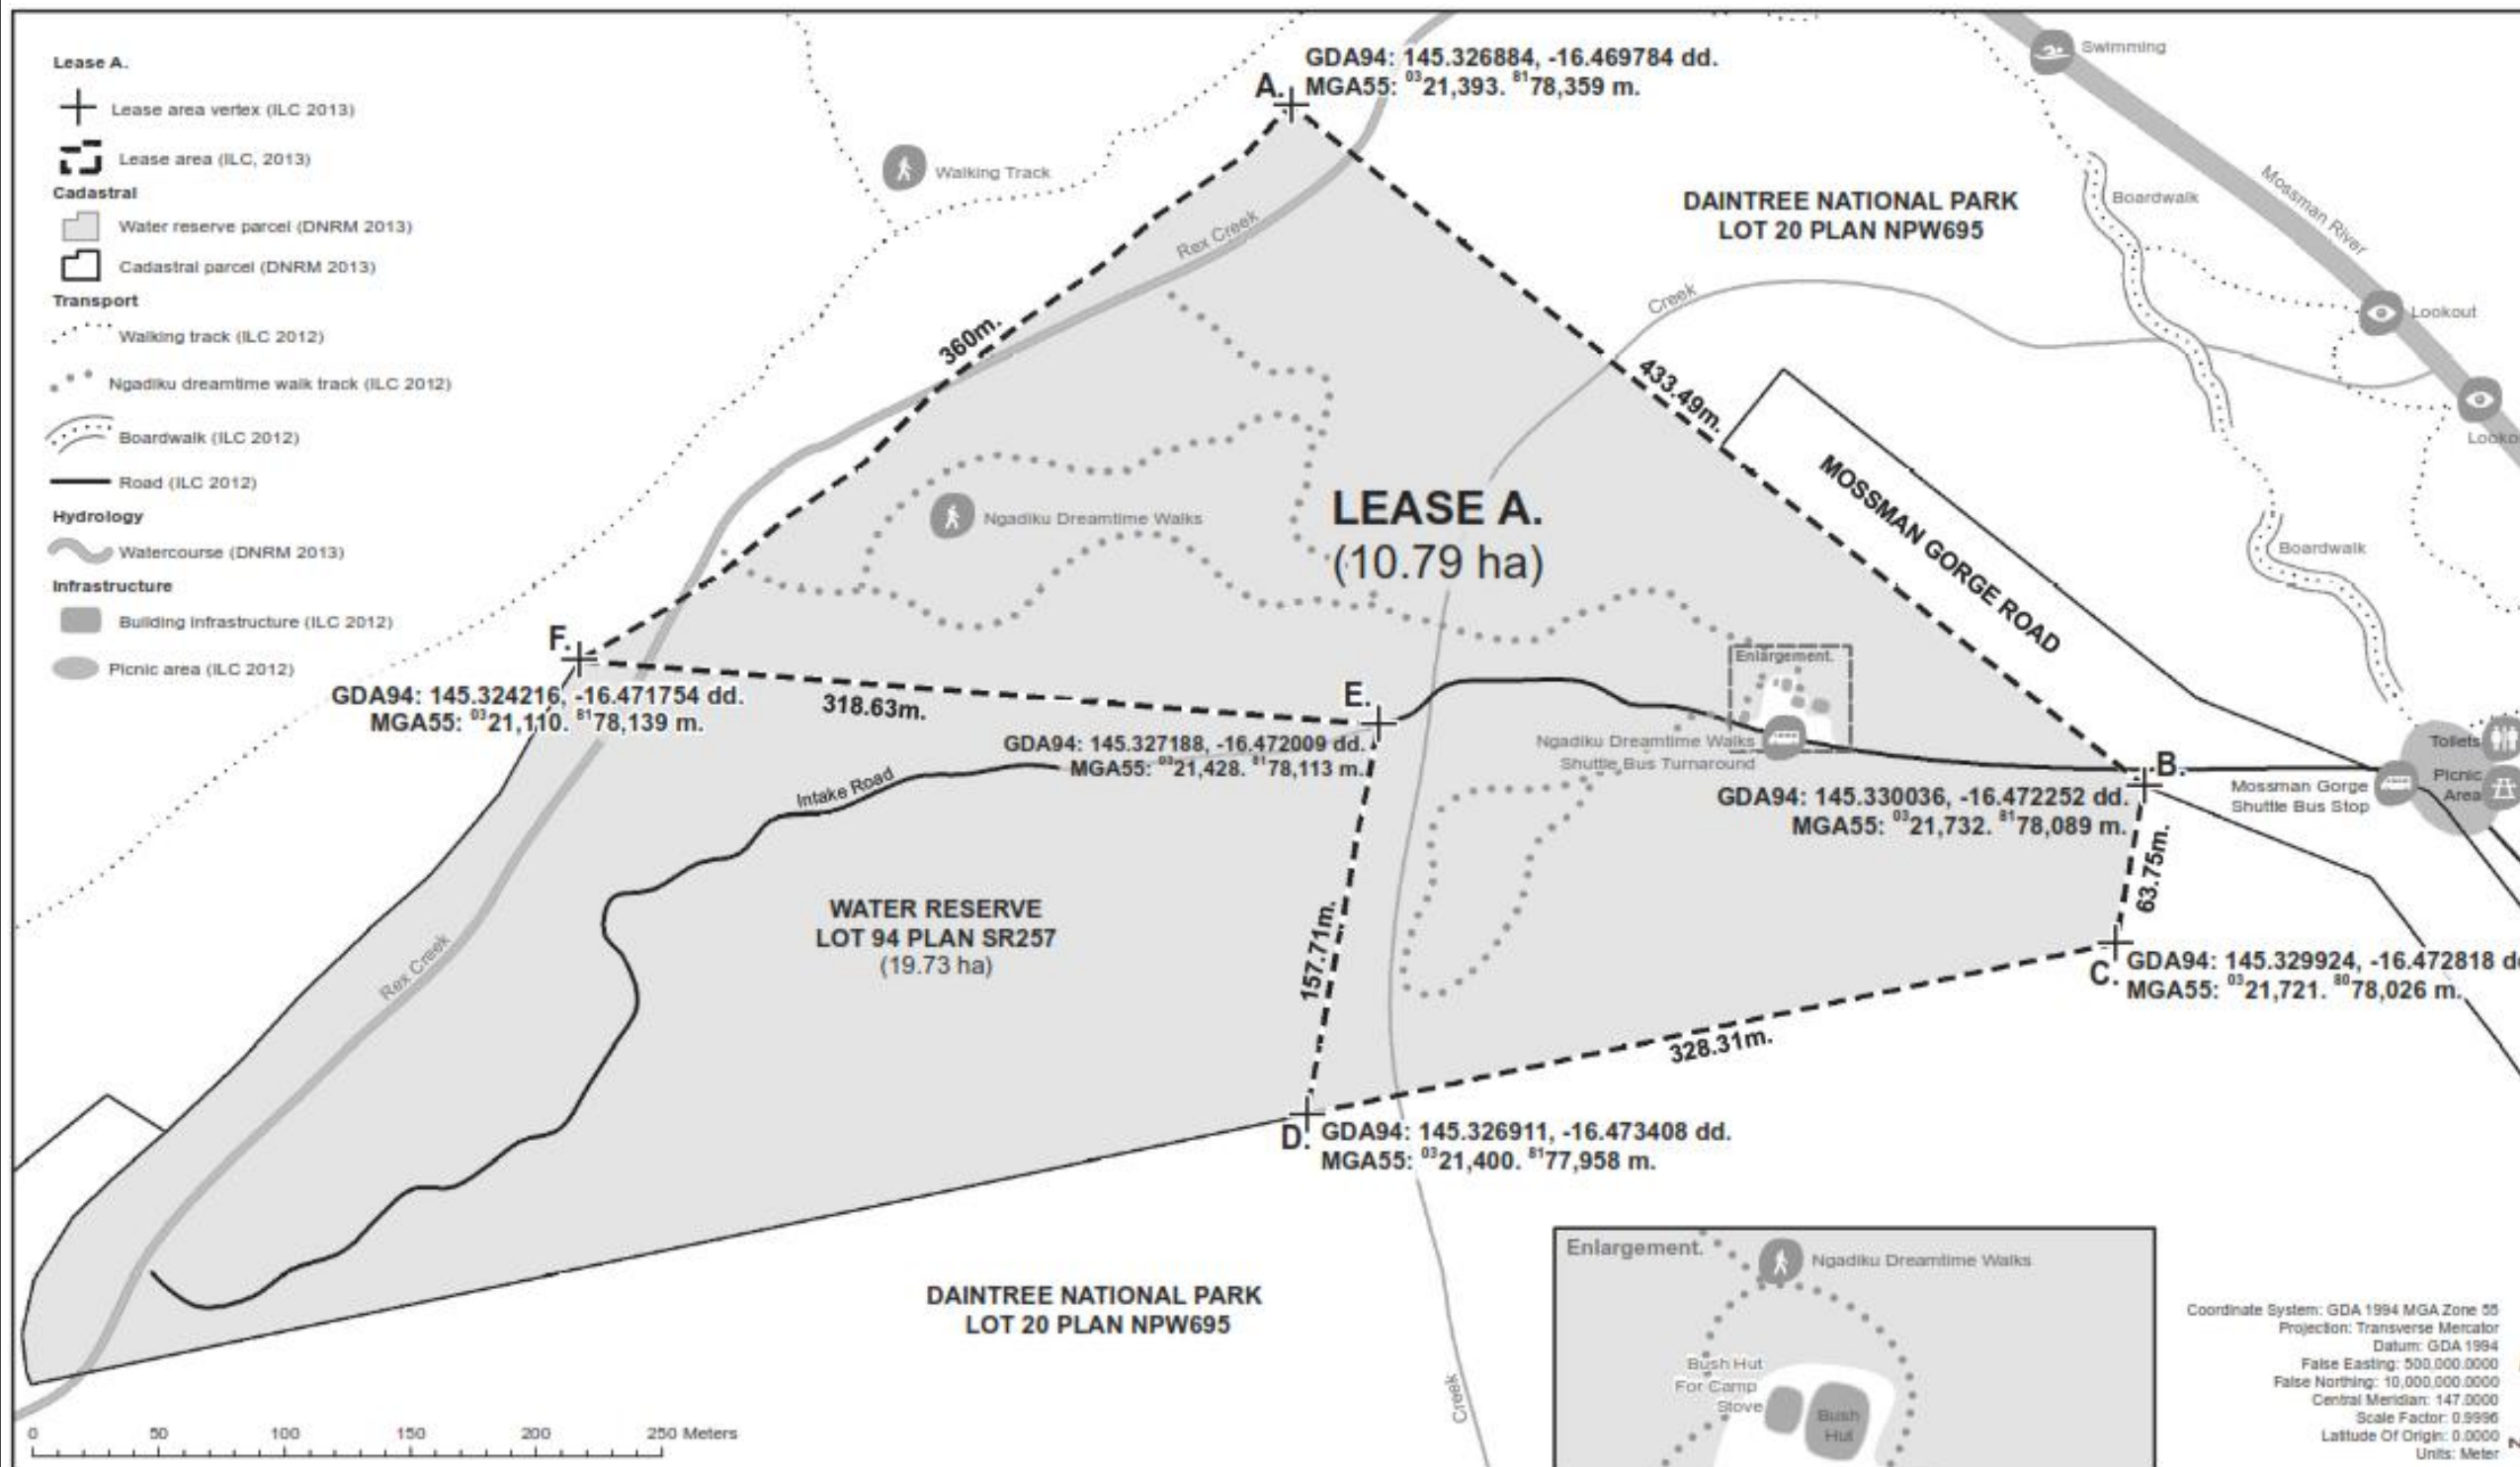 Lease A.
Lease area vertex (ILC 2013)
Lease area (ILC, 2013)
Cadastral
Water reserve parcel (DNRM 2013)
Cadastral parcel (DNRM 2013)
Transport
Walking track (ILC 2012)
Ngadiku dreamtime walk track (ILC 2012)
Boardwalk (ILC 2012)
Road (ILC 2012)
Hydrology
Watercourse (DNRM 2013)
Infrastructure
Building infrastructure (ILC 2012)
Picnic area (ILC 2012)
A.
GDA94: 145.326884, -16.469784 dd.
MGA55: 0321,393. 8178,359 m.
Swimming
Walking Track
DAINTREE NATIONAL PARK
LOT 20 PLAN NPW695
Boardwalk
Mossman River
Rex Creek
Creek
Lookout
360m.
433.49m.
Looko
MOSSMAN GORGE ROAD
LEASE A.
(10.79 ha)
Ngadiku Dreamtime Walks
Boardwalk
F.
GDA94: 145.324216, -16.471754 dd.
MGA55: 0321,110. 8178,139 m.
318.63m.
E.
GDA94: 145.327188, -16.472009 dd.
MGA55: 0321,428. 8178,113 m.
Enlargement.
Ngadiku Dreamtime Walks
Shuttle Bus Turnaround
B.
GDA94: 145.330036, -16.472252 dd.
MGA55: 0321,732. 8178,089 m.
Toilets
Picnic
Area
Mossman Gorge
Shuttle Bus Stop
Intake Road
63.75m.
WATER RESERVE
LOT 94 PLAN SR257
(19.73 ha)
157.71m.
Rex Creek
C.
GDA94: 145.329924, -16.472818 d
MGA55: 0321,721. 8078,026 m.
328.31m.
D.
GDA94: 145.326911, -16.473408 dd.
MGA55: 0321,400. 8177,958 m.
DAINTREE NATIONAL PARK
LOT 20 PLAN NPW695
Creek
Enlargement.
Ngadiku Dreamtime Walks
Bush Hut
For Camp
Stove
Bush
Hut
Coordinate System: GDA 1994 MGA Zone 55
Projection: Transverse Mercator
Datum: GDA 1994
False Easting: 500,000.0000
False Northing: 10,000,000.0000
Central Meridian: 147.0000
Scale Factor: 0.9996
Latitude Of Origin: 0.0000
Units: Meter
0 50 100 150 200 250 Meters